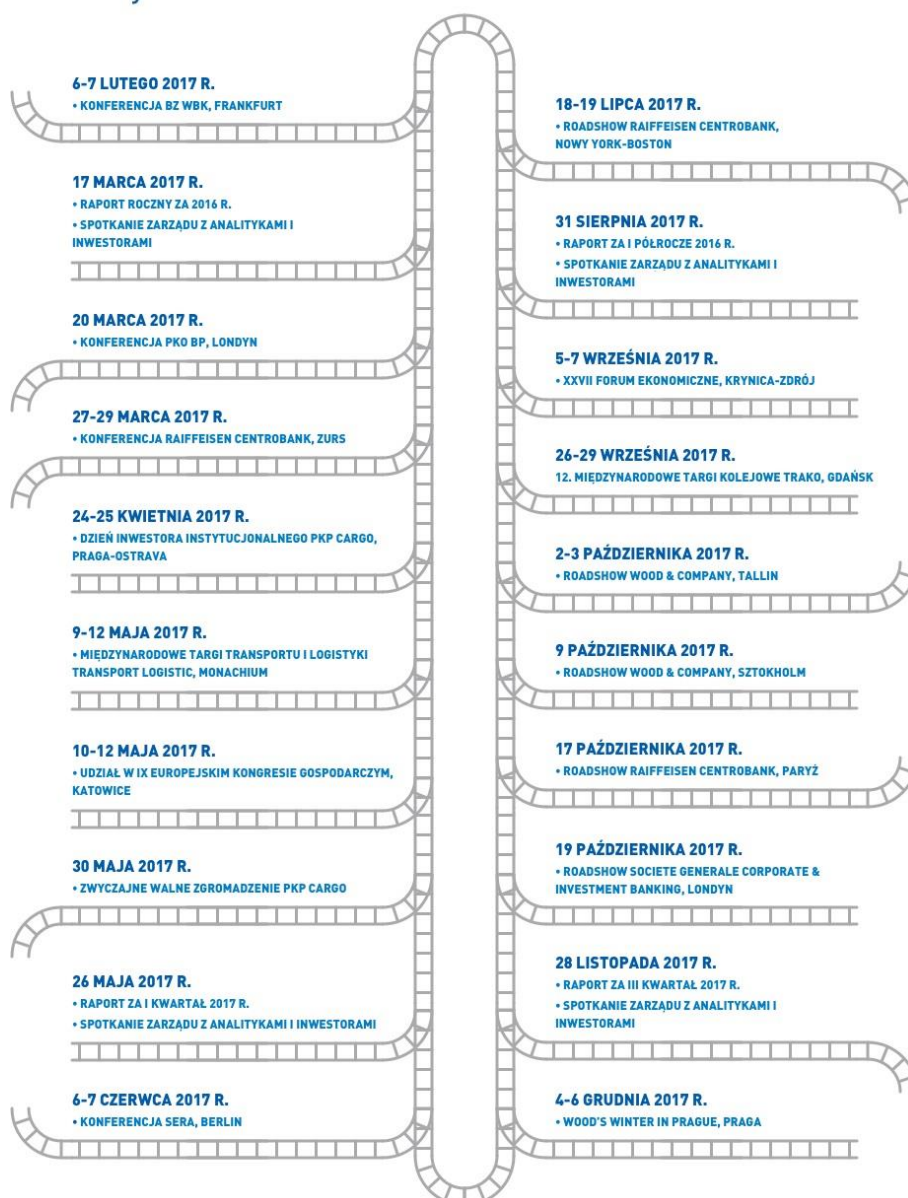 6-7 LUTEGO 2017 R.
• KONFERENCJA BZ WBK, FRANKFURT
17 MARCA 2017 R.
• RAPORT ROCZNY ZA 2016 R.
• SPOTKANIE ZARZĄDU Z ANALITYKAMI I
INWESTORAMI
20 MARCA 2017 R.
• KONFERENCJA PKO BP, LONDYN
27-29 MARCA 2017 R.
• KONFERENCJA RAIFFEISEN CENTROBANK, ZURS
24-25 KWIETNIA 2017 R.
• DZIEŃ INWESTORA INSTYTUCJONALNEGO PKP CARGO,
PRAGA-OSTRAVA
9-12 MAJA 2017 R.
• MIĘDZYNARODOWE TARGI TRANSPORTU I LOGISTYKI
TRANSPORT LOGISTIC, MONACHIUM
10-12 MAJA 2017 R.
• UDZIAŁ W IX EUROPEJSKIM KONGRESIE GOSPODARCZYM,
KATOWICE
30 MAJA 2017 R.
• ZWYCZAJNE WALNE ZGROMADZENIE PKP CARGO
26 MAJA 2017 R.
• RAPORT ZA I KWARTAŁ 2017 R.
• SPOTKANIE ZARZĄDU Z ANALITYKAMI I INWESTORAMI
6-7 CZERWCA 2017 R.
• KONFERENCJA SERA, BERLIN
18-19 LIPCA 2017 R.
• ROADSHOW RAIFFEISEN CENTROBANK,
NOWY YORK-BOSTON
31 SIERPNIA 2017 R.
• RAPORT ZA I PÓŁROCZE 2016 R.
• SPOTKANIE ZARZĄDU Z ANALITYKAMI I
INWESTORAMI
5-7 WRZEŚNIA 2017 R.
• XXVII FORUM EKONOMICZNE, KRYNICA-ZDRÓJ
26-29 WRZEŚNIA 2017 R.
12. MIĘDZYNARODOWE TARGI KOLEJOWE TRAKO, GDAŃSK
2-3 PAŹDZIERNIKA 2017 R.
• ROADSHOW WOOD & COMPANY, TALLIN
9 PAŹDZIERNIKA 2017 R.
• ROADSHOW WOOD & COMPANY, SZTOKHOLM
17 PAŹDZIERNIKA 2017 R.
• ROADSHOW RAIFFEISEN CENTROBANK, PARYŻ
19 PAŹDZIERNIKA 2017 R.
• ROADSHOW SOCIETE GENERALE CORPORATE &
INVESTMENT BANKING, LONDYN
28 LISTOPADA 2017 R.
• RAPORT ZA III KWARTAŁ 2017 R.
• SPOTKANIE ZARZĄDU Z ANALITYKAMI I
INWESTORAMI
4-6 GRUDNIA 2017 R.
• WOOD'S WINTER IN PRAGUE, PRAGA